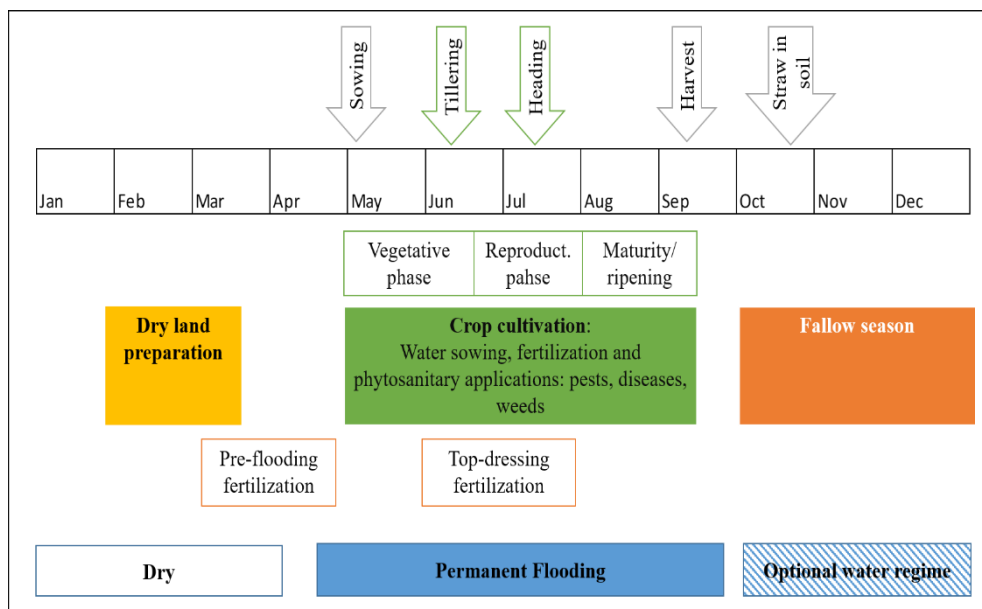 Sowing
Tillering
Heading
Harvest
Straw in
soil
Jan Feb Mar Apr May Jun Jul Aug Sep Oct Nov Dec
Vegetative
phase
Reproduct.
pahse
Maturity/
ripening
Dry land
preparation
Crop cultivation:
Water sowing, fertilization and
phytosanitary applications: pests, diseases,
weeds
Fallow season
Pre-flooding
fertilization
Top-dressing
fertilization
Dry
Permanent Flooding
Optional water regime